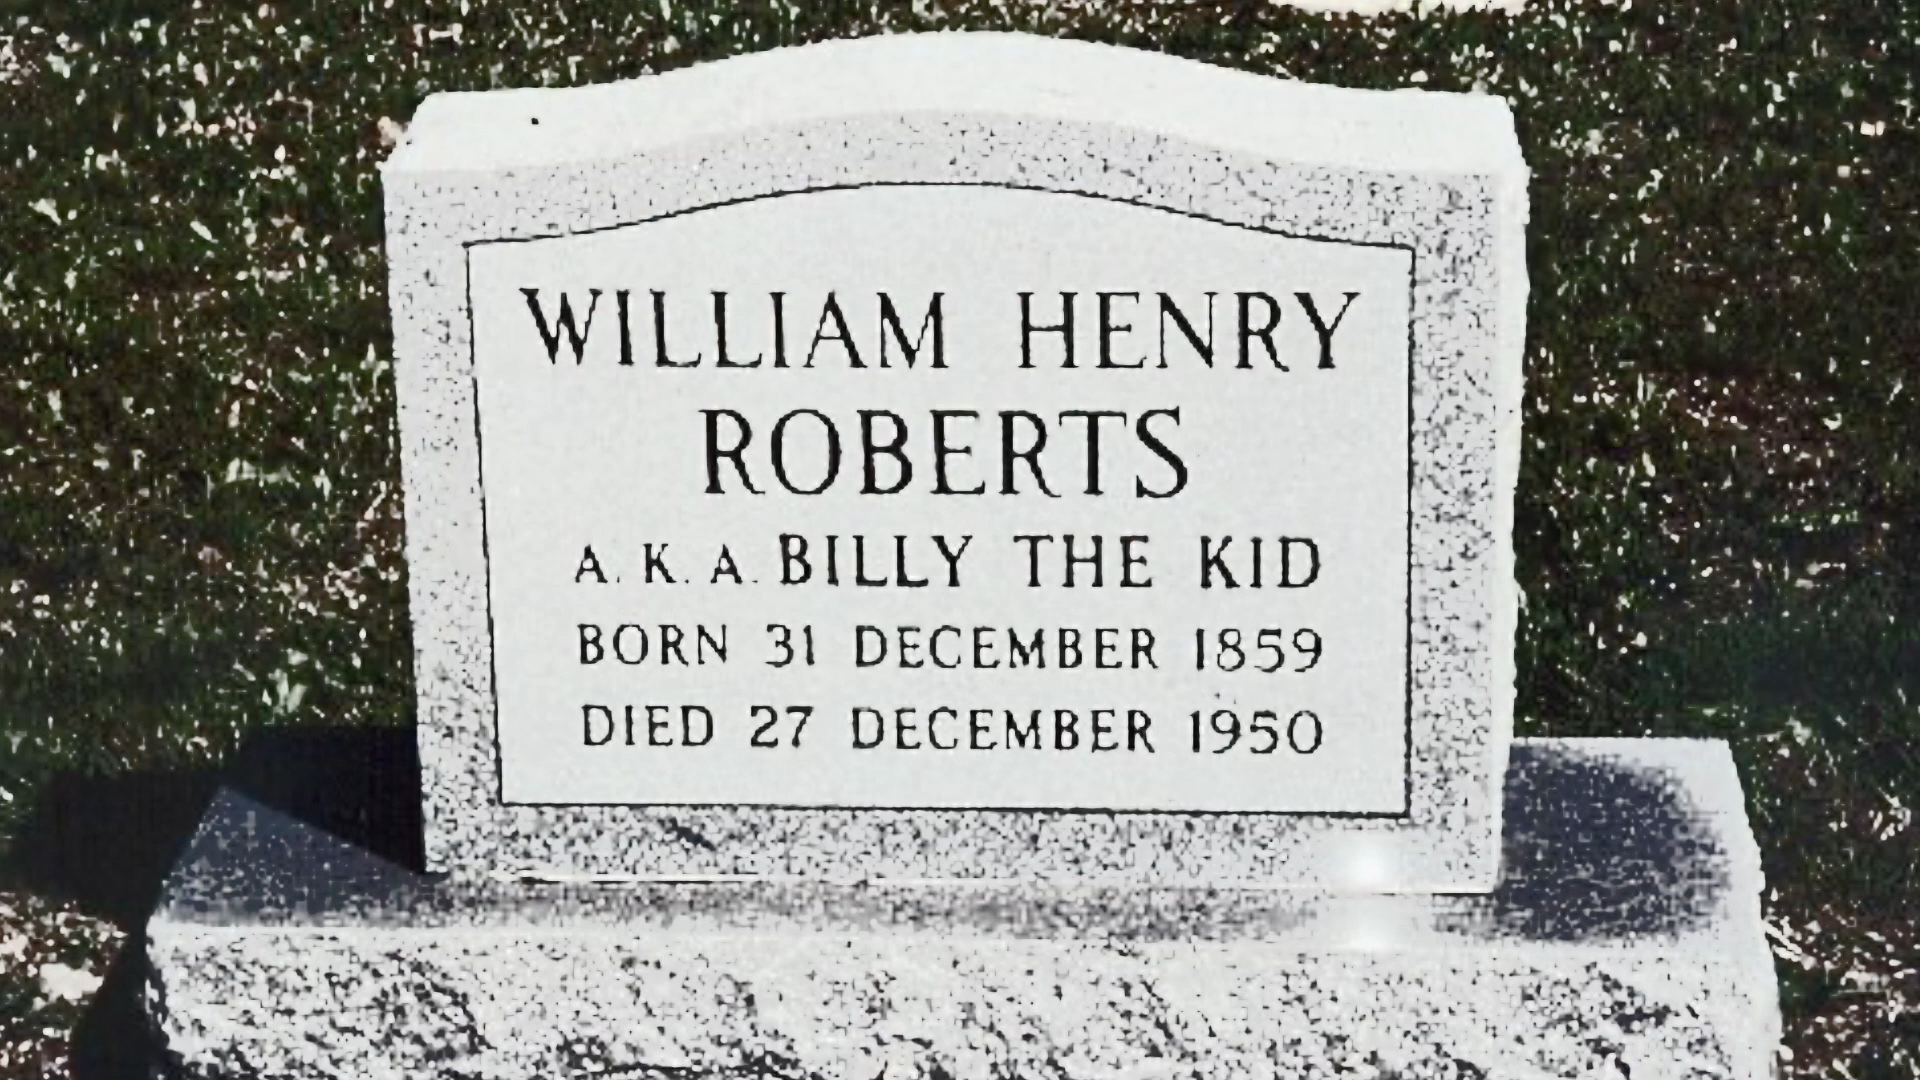 WILLIAM HENRY
ROBERTS
A.K.A. BILLY THE KID
BORN 31 DECEMBER 1859
DIED 27 DECEMBER 1950